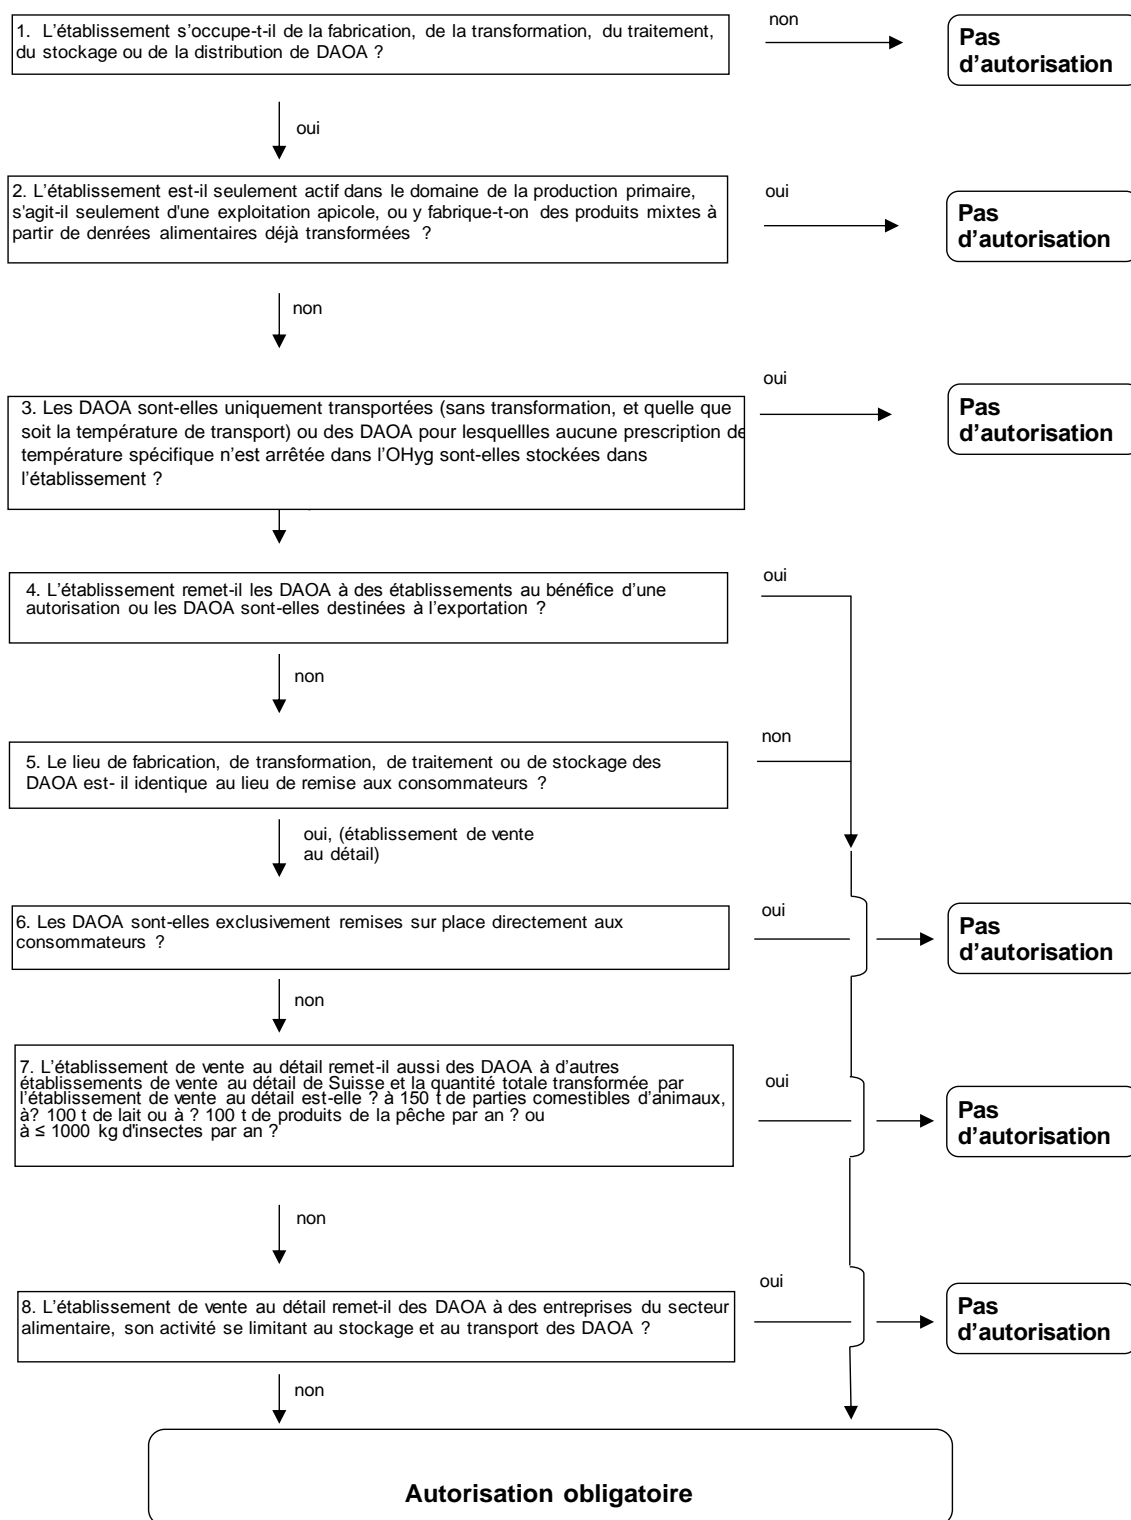 1. L'établissement s'occupe-t-il de la fabrication, de la transformation, du traitement,
du stockage ou de la distribution de DAOA ?
non
Pas
d'autorisation
oui
2. L'établissement est-il seulement actif dans le domaine de la production primaire,
s'agit-il seulement d'une exploitation apicole, ou y fabrique-t-on des produits mixtes à
partir de denrées alimentaires déjà transformées ?
oui
Pas
d'autorisation
non
3. Les DAOA sont-elles uniquement transportées (sans transformation, et quelle que
soit la température de transport) ou des DAOA pour lesquellles aucune prescription de
température spécifique n'est arrêtée dans l'OHyg sont-elles stockées dans
l'établissement ?
oui
Pas
d'autorisation
4. L'établissement remet-il les DAOA à des établissements au bénéfice d'une
autorisation ou les DAOA sont-elles destinées à l'exportation ?
oui
non
5. Le lieu de fabrication, de transformation, de traitement ou de stockage des
DAOA est- il identique au lieu de remise aux consommateurs ?
non
oui, (établissement de vente
au détail)
6. Les DAOA sont-elles exclusivement remises sur place directement aux
consommateurs ?
oui
Pas
d'autorisation
non
7. L'établissement de vente au détail remet-il aussi des DAOA à d'autres
établissements de vente au détail de Suisse et la quantité totale transformée par
l'établissement de vente au détail est-elle ? à 150 t de parties comestibles d'animaux,
à? 100 t de lait ou à ? 100 t de produits de la pêche par an ? ou
à ≤ 1000 kg d'insectes par an ?
oui
Pas
d'autorisation
non
8. L'établissement de vente au détail remet-il des DAOA à des entreprises du secteur
alimentaire, son activité se limitant au stockage et au transport des DAOA ?
oui
Pas
d'autorisation
non
Autorisation obligatoire